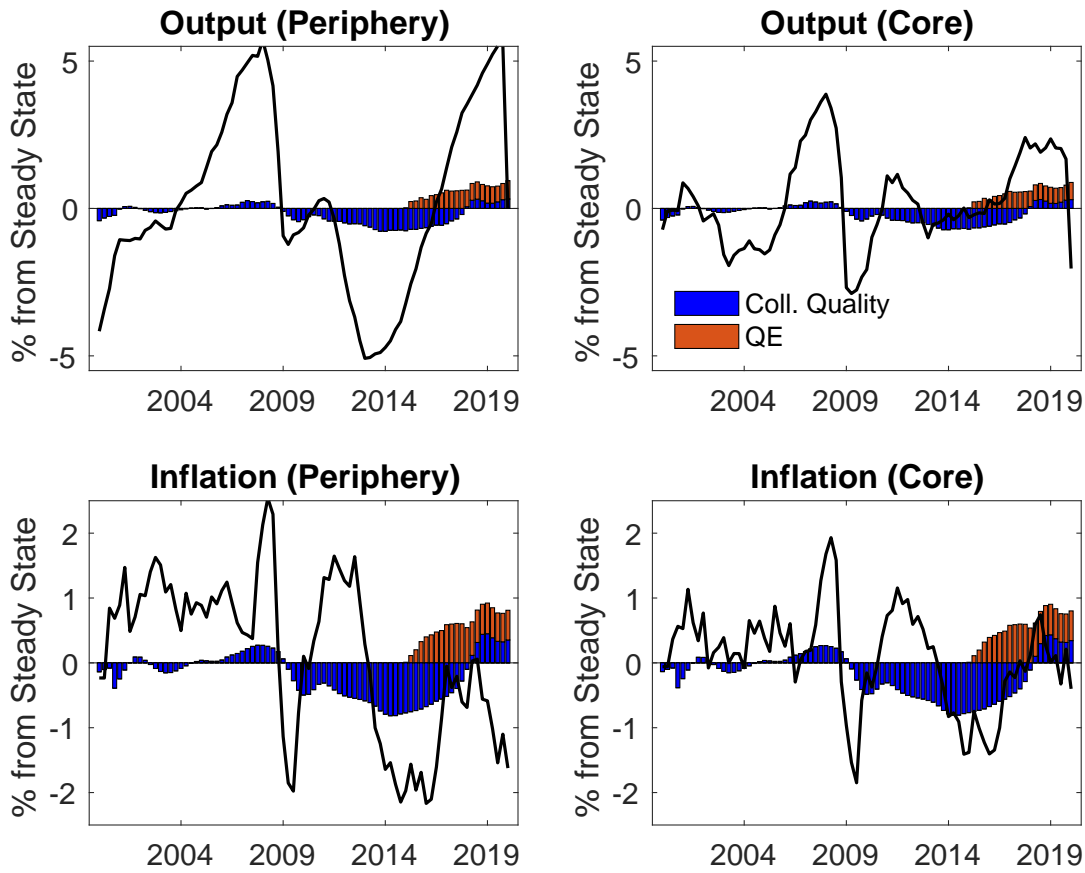 Output (Periphery)
% from Steady State
5
0
-5
2004 2009 2014 2019
Output (Core)
% from Steady State
5
0
-5
Coll. Quality
QE
2004 2009 2014 2019
Inflation (Periphery)
% from Steady State
2
1
0
-1
-2
2004 2009 2014 2019
Inflation (Core)
% from Steady State
2
1
0
-1
-2
2004 2009 2014 2019